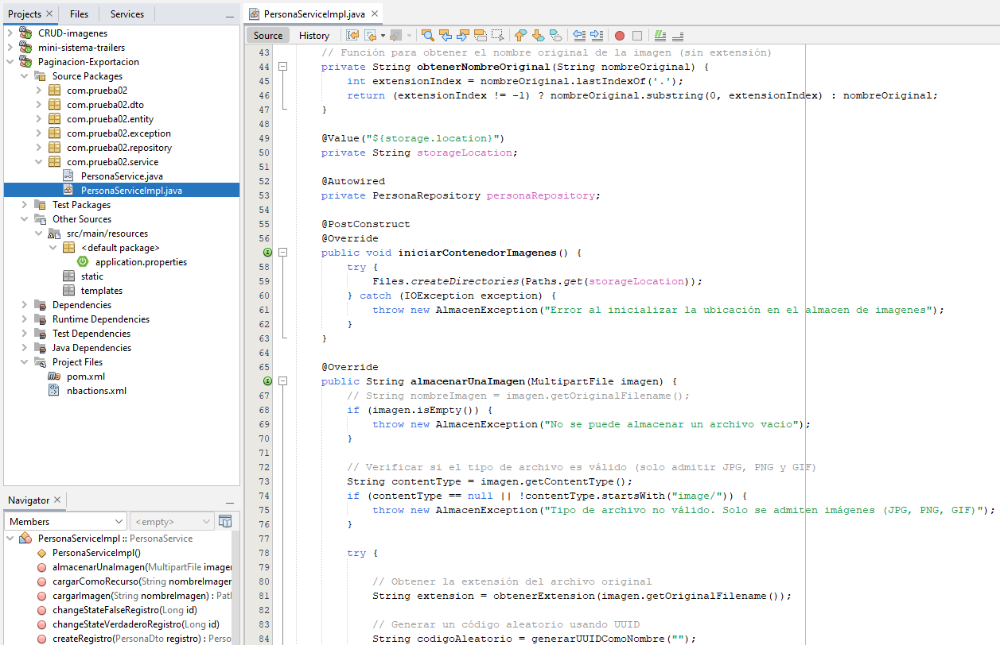 Projects
Files
Services
CRUD-imagenes
mini-sistema-trailers
Paginacion-Exportacion
Source Packages
com.prueba02
com.prueba02.dto
com.prueba02.entity
com.prueba02.exception
com.prueba02.repository
com.prueba02.service
PersonaService.java
PersonaServiceImpl.java
Test Packages
Other Sources
src/main/resources
<default package>
application.properties
static
templates
Dependencies
Runtime Dependencies
Test Dependencies
Java Dependencies
Project Files
pom.xml
nbactions.xml
Navigator
Members <empty>
PersonaServiceImpl :: PersonaService
PersonaServiceImpl()
almacenarUnaImagen(MultipartFile imagen
cargarComoRecurso(String nombreImagen
cargarImagen(String nombreImagen) : Path
changeStateFalseRegistro(Long id)
changeStateVerdaderoRegistro(Long id)
createRegistro(PersonaDto registro) : Perso
PersonaServiceImpl.java
Source History
43 // Función para obtener el nombre original de la imagen (sin extensión)
44 private String obtenerNombreOriginal(String nombreOriginal) {
45 int extensionIndex = nombreOriginal.lastIndexOf('.');
46 return (extensionIndex != -1) ? nombreOriginal.substring(0, extensionIndex) : nombreOriginal;
47 }
48
49 @Value("${storage.location}")
50 private String storageLocation;
51
52 @Autowired
53 private PersonaRepository personaRepository;
54
55 @PostConstruct
56 @Override
public void iniciarContenedorImagenes() {
58 try {
59 Files.createDirectories(Paths.get(storageLocation));
60 } catch (IOException exception) {
61 throw new AlmacenException("Error al inicializar la ubicación en el almacen de imagenes");
62 }
63 }
64
65 @Override
public String almacenarUnaImagen(MultipartFile imagen) {
67 // String nombreImagen = imagen.getOriginalFilename();
68 if (imagen.isEmpty()) {
69 throw new AlmacenException("No se puede almacenar un archivo vacio");
70 }
71
72 // Verificar si el tipo de archivo es válido (solo admitir JPG, PNG y GIF)
73 String contentType = imagen.getContentType();
74 if (contentType == null || !contentType.startsWith("image/")) {
75 throw new AlmacenException("Tipo de archivo no válido. Solo se admiten imágenes (JPG, PNG, GIF)");
76 }
77
78 try {
79
80 // Obtener la extensión del archivo original
81 String extension = obtenerExtension(imagen.getOriginalFilename());
82
83 // Generar un código aleatorio usando UUID
84 String codigoAleatorio = generarUUIDComoNombre("");